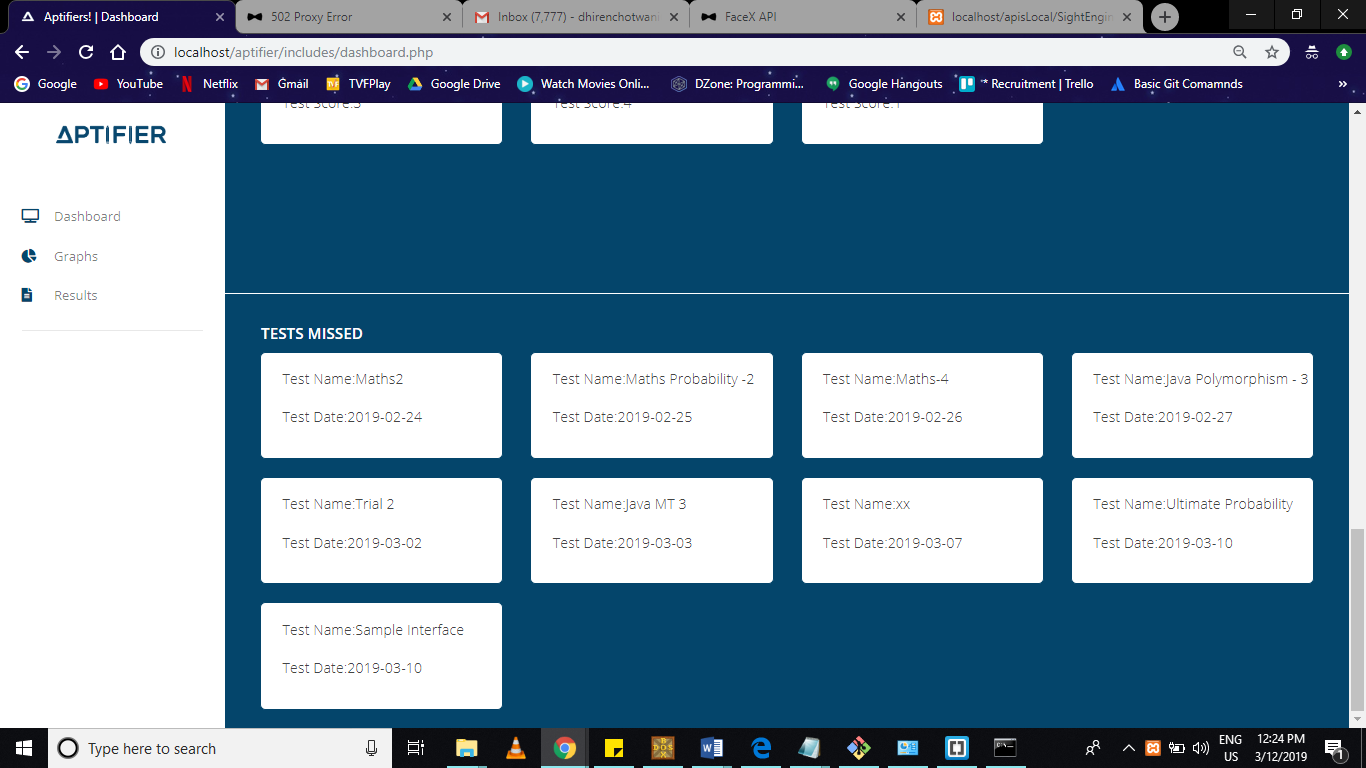 Aptifiers! | Dashboard
502 Proxy Error
Inbox (7,777) - dhirenchotwani
FaceX API
localhost/apisLocal/SightEngin
localhost/aptifier/includes/dashboard.php
Google
YouTube
Netflix
Gmail
TVFPlay
Google Drive
Watch Movies Onli...
DZone: Programmi...
Google Hangouts
* Recruitment | Trello
Basic Git Comamnds
»
APTIFIER
Dashboard
Graphs
Results
Test Score:3
Test Score:4
Test Score:1
TESTS MISSED
Test Name:Maths2
Test Date:2019-02-24
Test Name:Maths Probability -2
Test Date:2019-02-25
Test Name:Maths-4
Test Date:2019-02-26
Test Name:Java Polymorphism - 3
Test Date:2019-02-27
Test Name:Trial 2
Test Date:2019-03-02
Test Name:Java MT 3
Test Date:2019-03-03
Test Name:xx
Test Date:2019-03-07
Test Name:Ultimate Probability
Test Date:2019-03-10
Test Name:Sample Interface
Test Date:2019-03-10
Type here to search
DOS
ENG
US
12:24 PM
3/12/2019
1